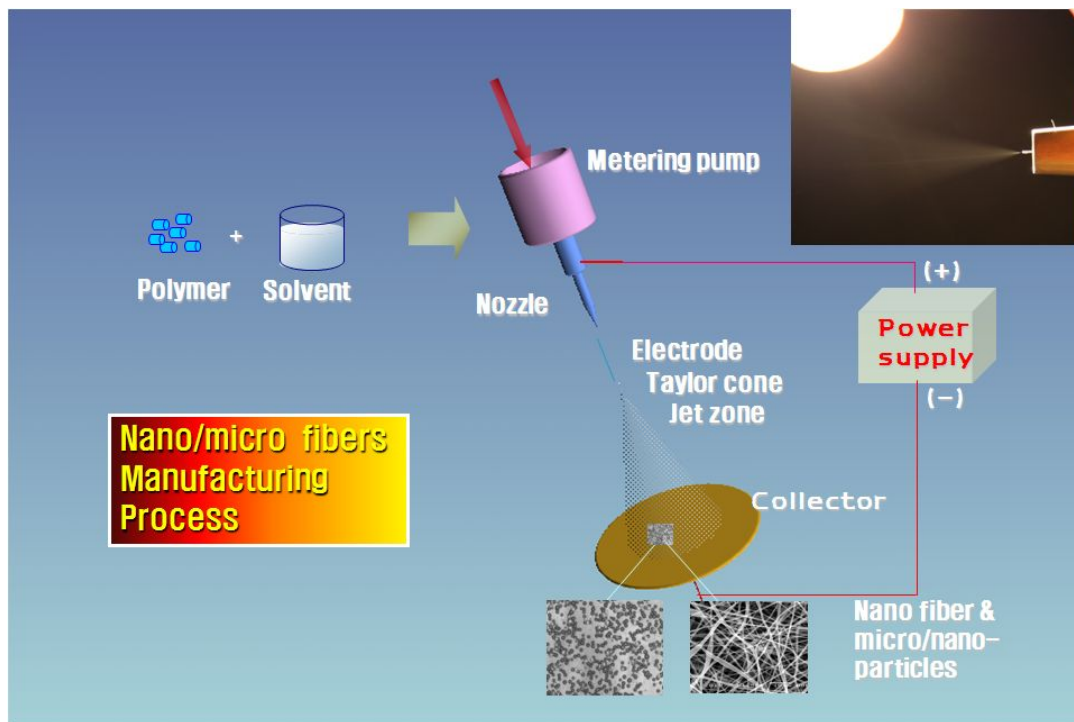 Metering pump
Polymer
+
Solvent
Nozzle
(+)
Power
supply
(-)
Electrode
Taylor cone
Jet zone
Nano/micro fibers
Manufacturing
Process
Collector
Nano fiber &
micro/nano-
particles